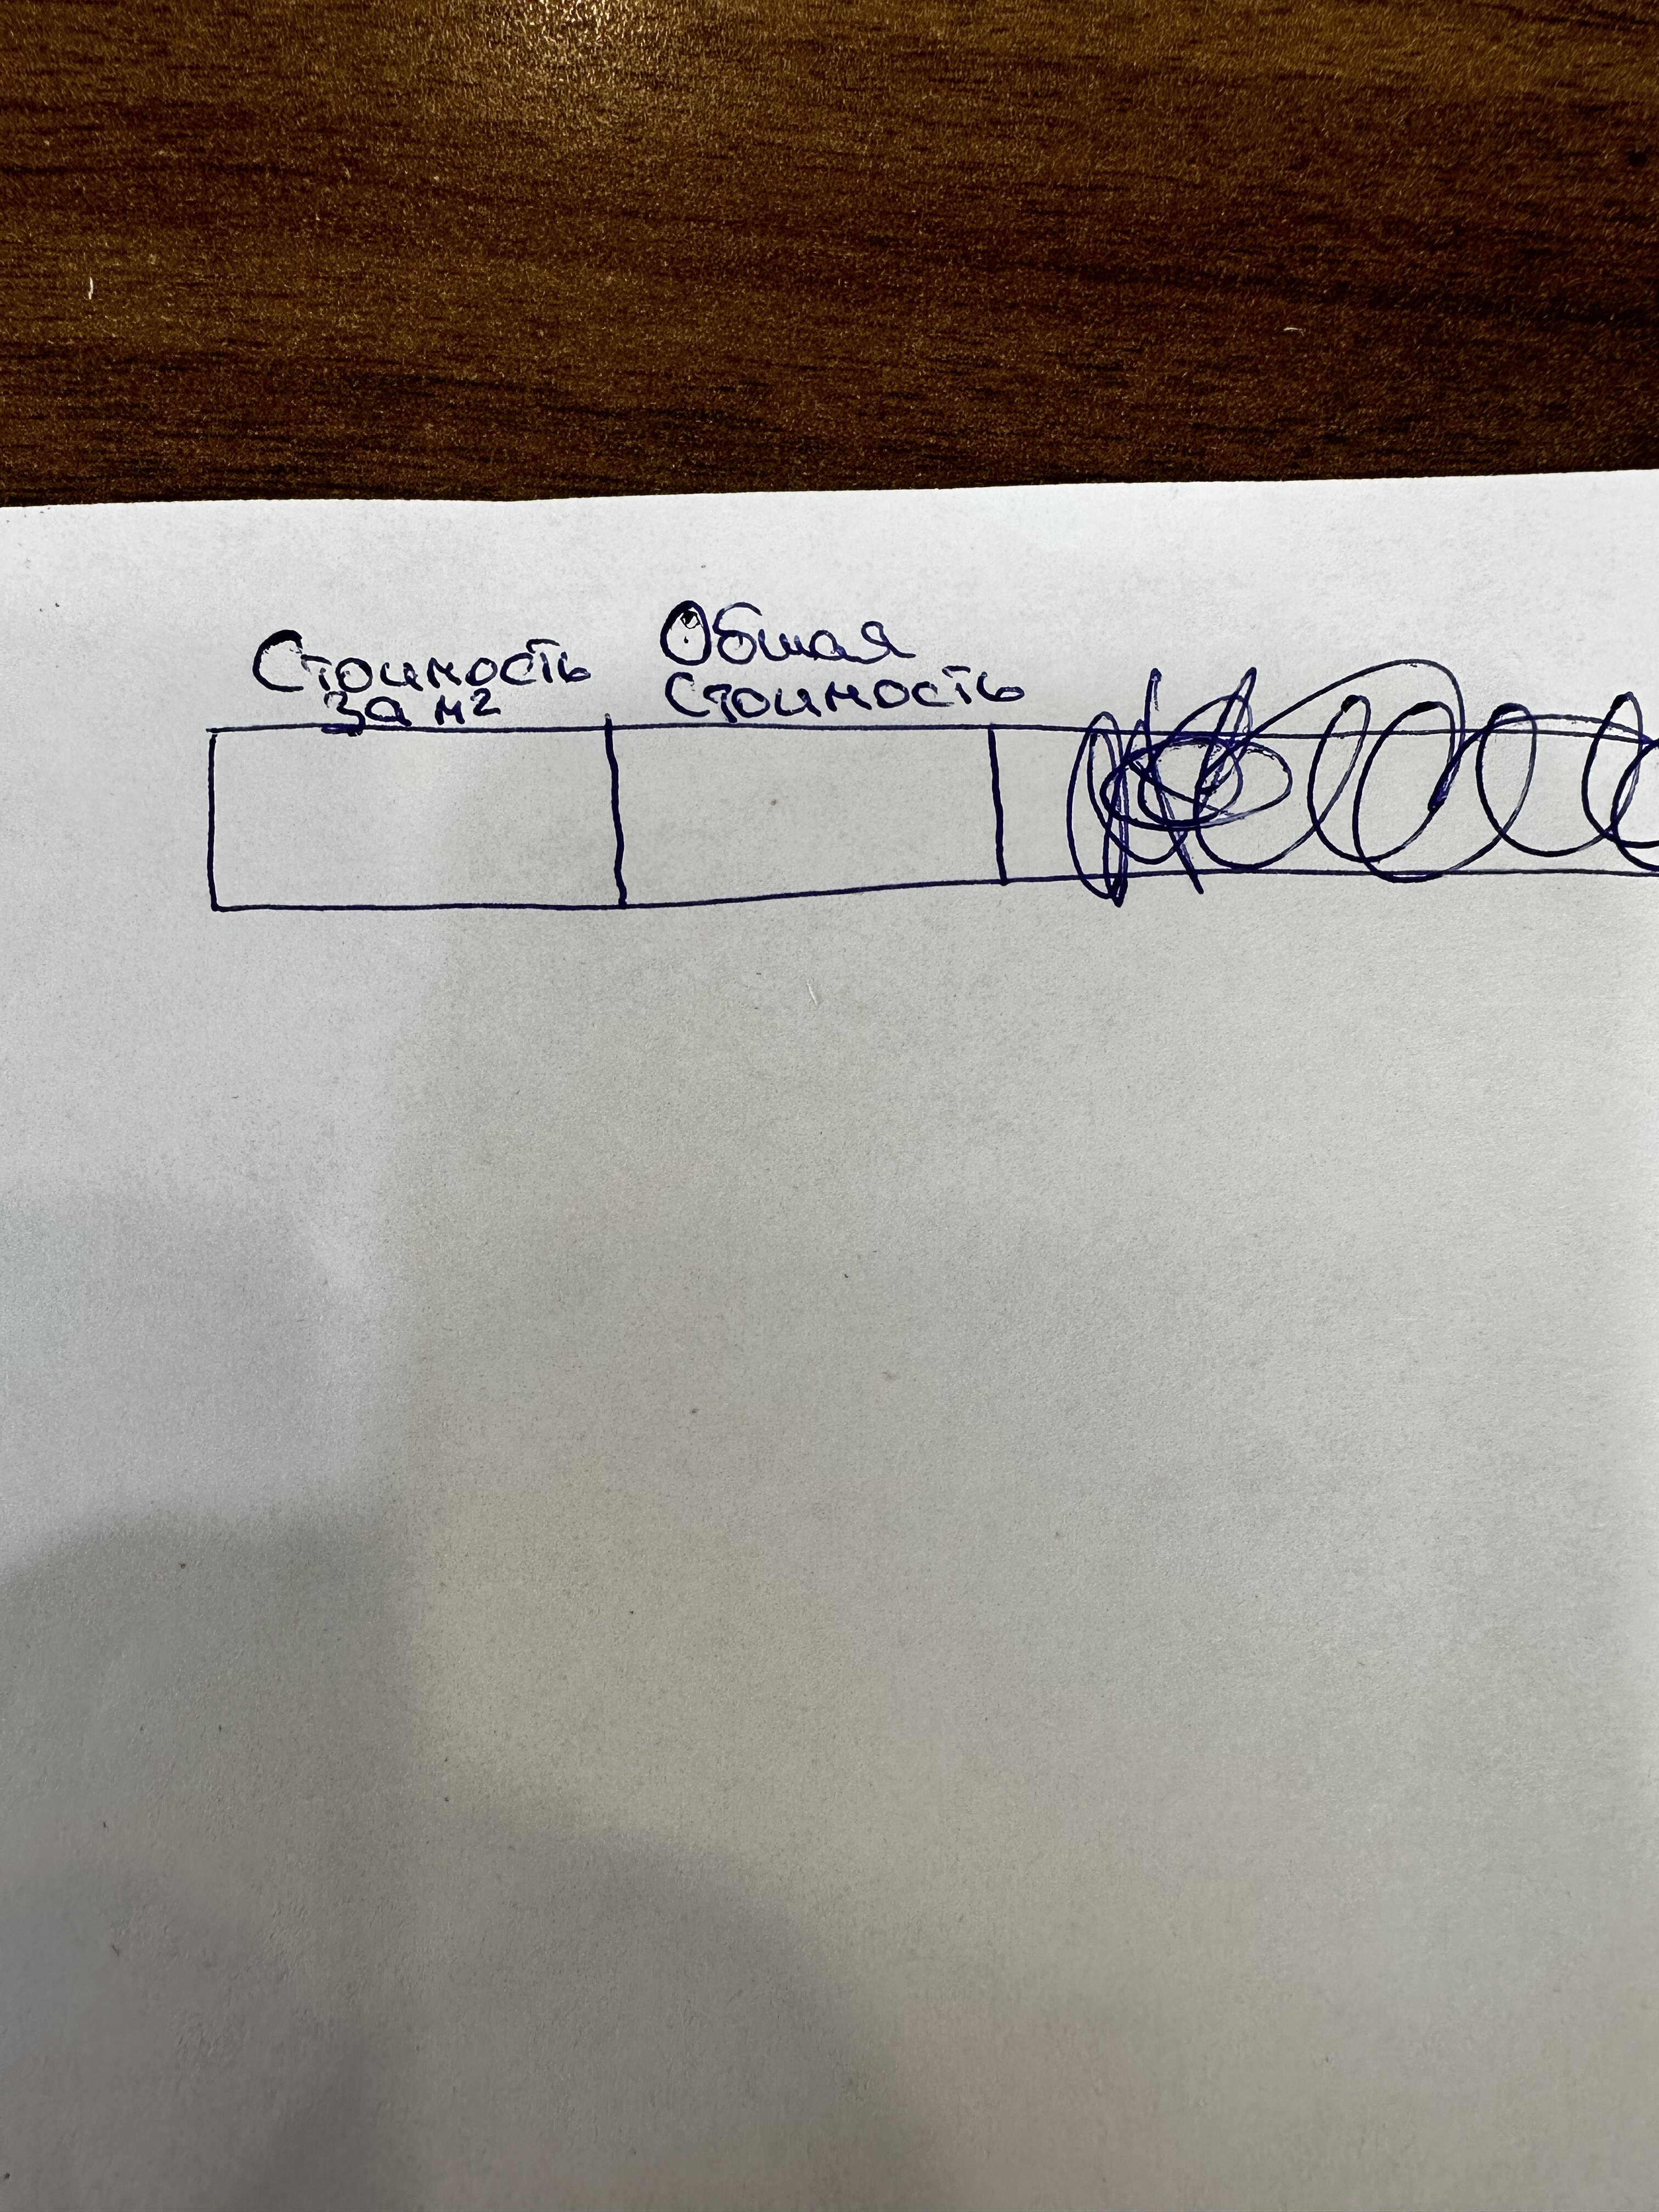 Стоимость
за м²
Общая
стоимость